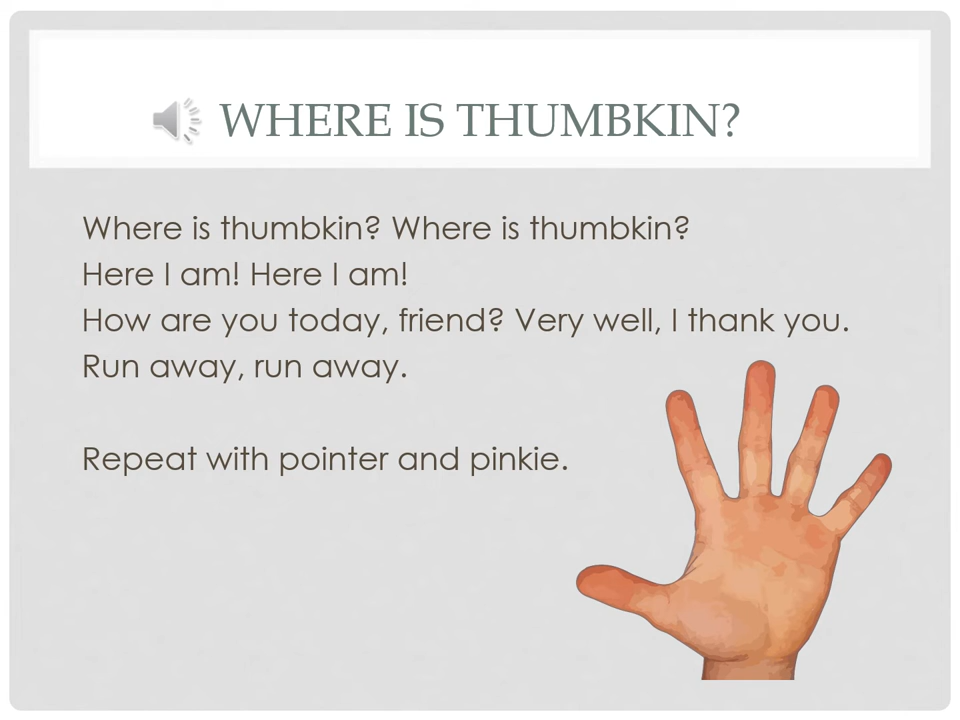 WHERE IS THUMBKIN?
Where is thumbkin? Where is thumbkin?
Here I am! Here I am!
How are you today, friend? Very well, I thank you.
Run away, run away.
Repeat with pointer and pinkie.